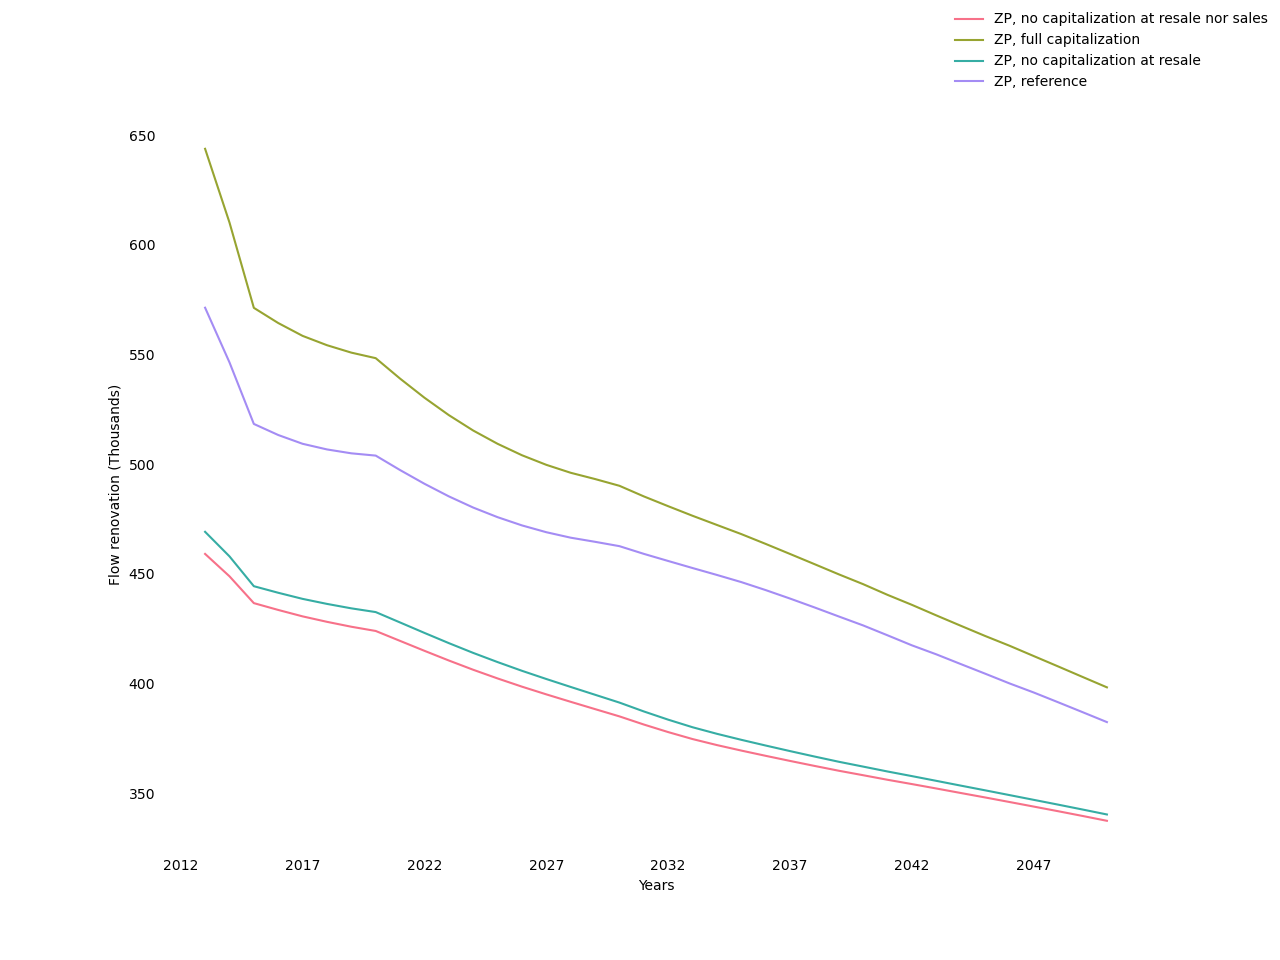 ZP, no capitalization at resale nor sales
ZP, full capitalization
ZP, no capitalization at resale
ZP, reference
650
600
550
500
450
400
350
Flow renovation (Thousands)
2012 2017 2022 2027 2032 2037 2042 2047
Years